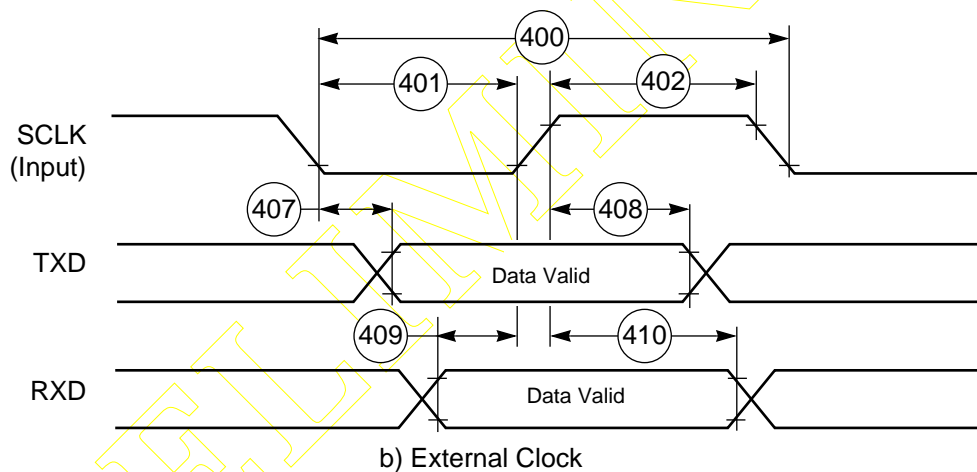 400
401
402
SCLK
(Input)
407
408
TXD
Data Valid
409
410
RXD
Data Valid
b) External Clock